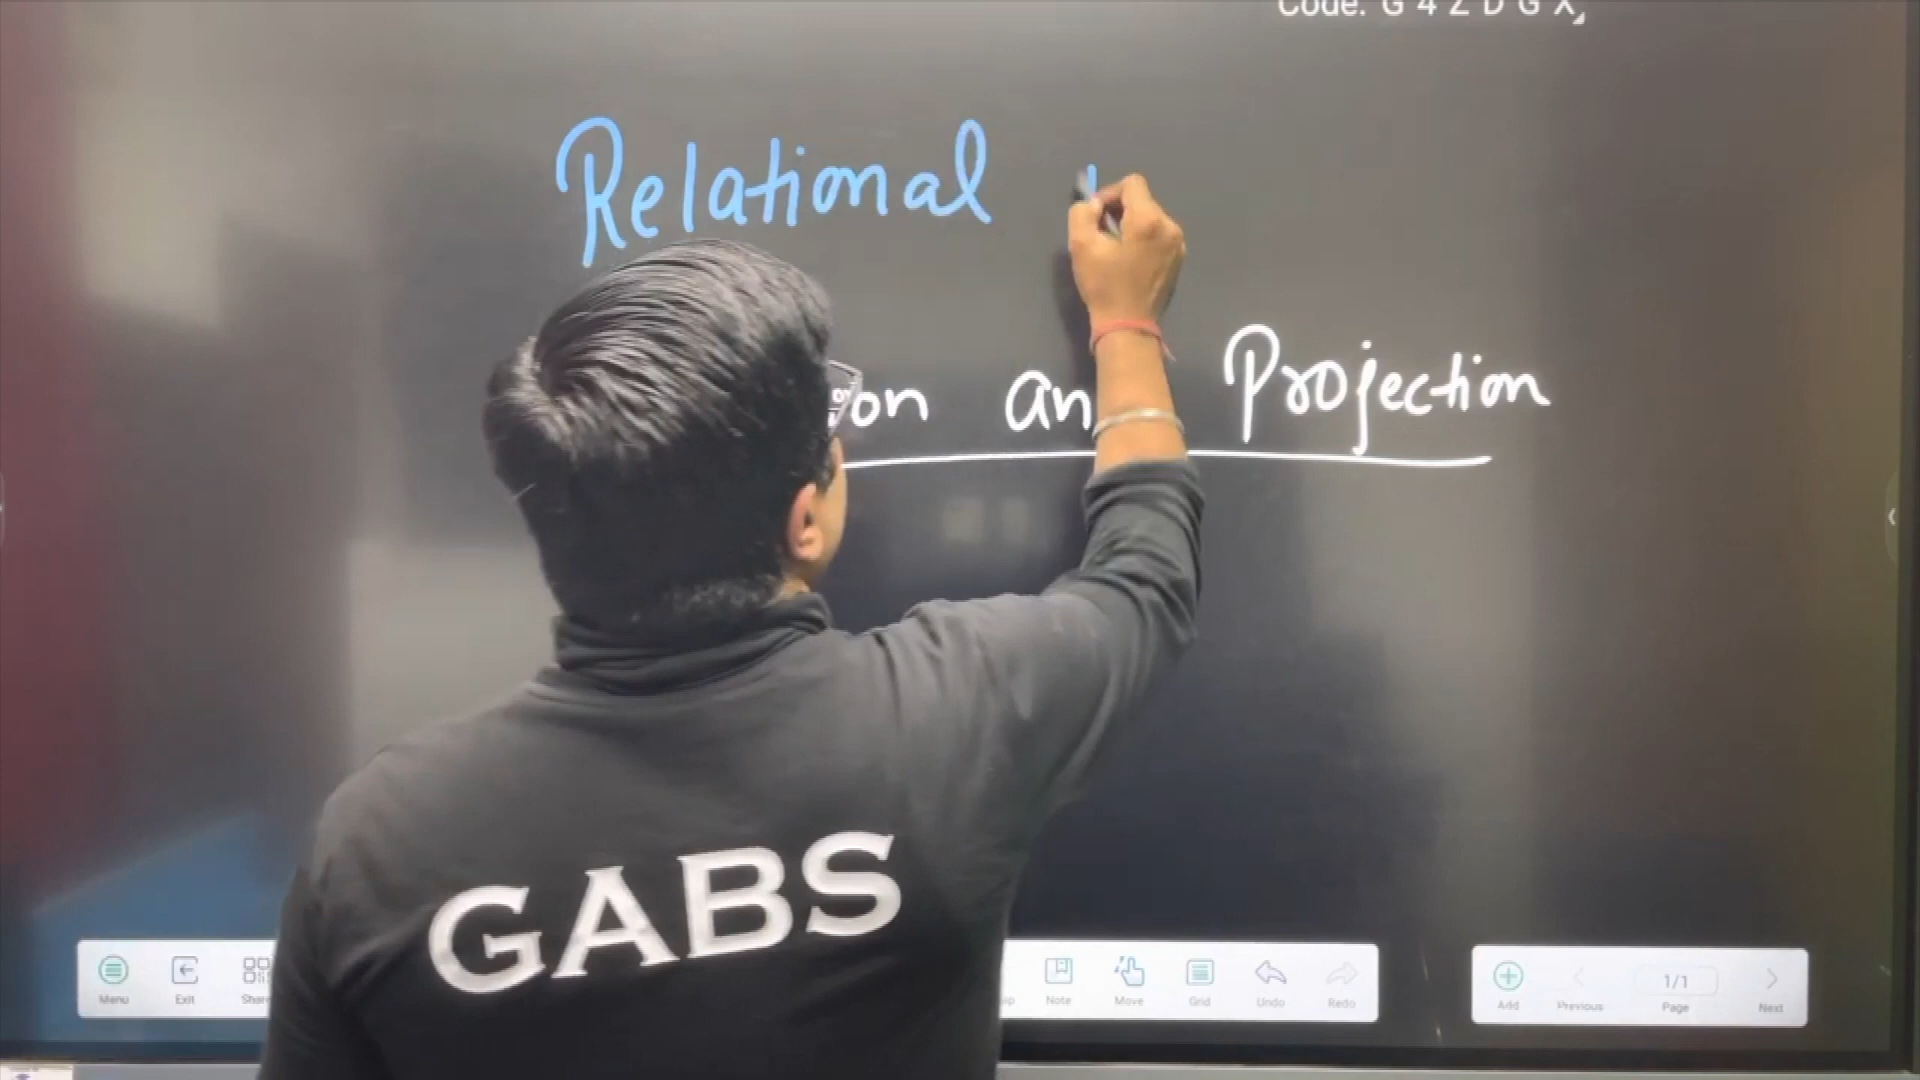 Code: G 4 Z D G X
Relational
on an Projection
GABS
Menu Exit Share Note Move Grid Undo Redo Add Previous 1/1 Page Next